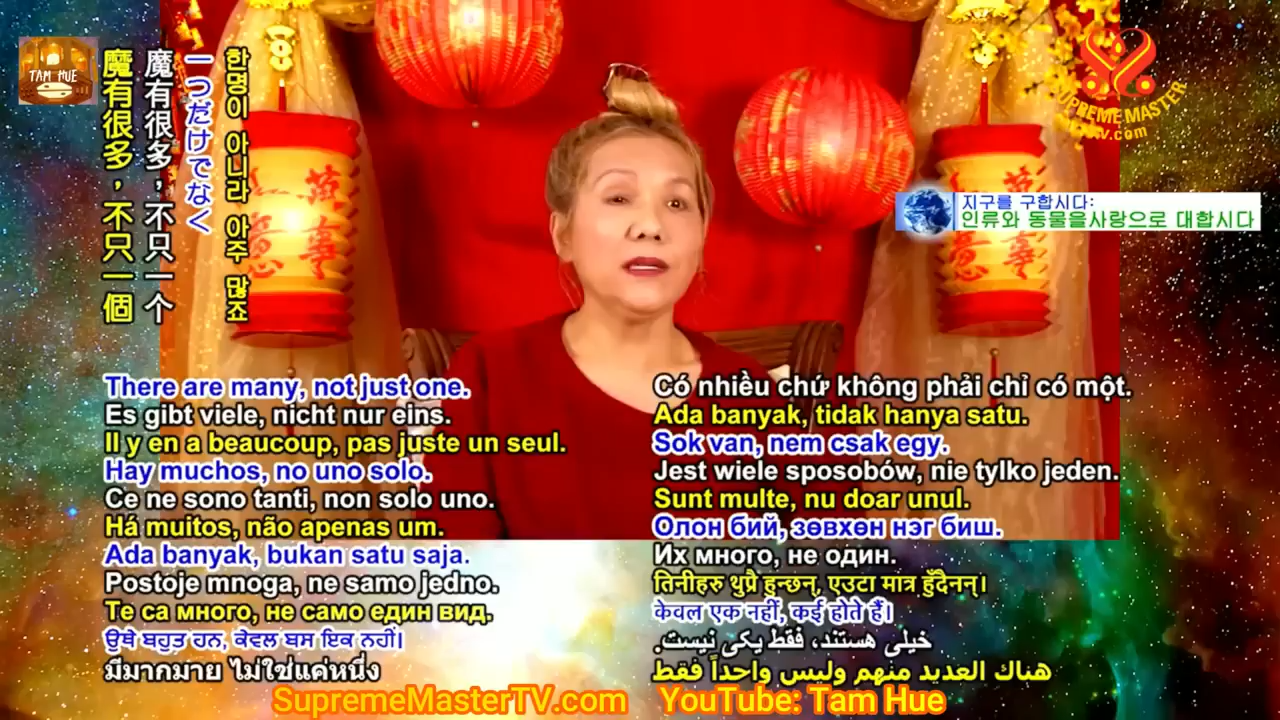 TAM HUE
魔有很多，不只一個
魔有很多，不只一个
一つだけでなく
한명이 아니라 아주 많죠
SUPREME MASTER
TV.com
지구를 구합시다:
인류와 동물을사랑으로 대합시다
There are many, not just one.
Es gibt viele, nicht nur eins.
Il y en a beaucoup, pas juste un seul.
Hay muchos, no uno solo.
Ce ne sono tanti, non solo uno.
Há muitos, não apenas um.
Ada banyak, bukan satu saja.
Postoje mnoga, ne samo jedno.
Те са много, не само един вид.
ਉਥੇ ਬਹੁਤ ਹਨ, ਕੇਵਲ ਬਸ ਇਕ ਨਹੀਂ।
มีมากมาย ไม่ใช่แค่หนึ่ง
Có nhiều chứ không phải chỉ có một.
Ada banyak, tidak hanya satu.
Sok van, nem csak egy.
Jest wiele sposobów, nie tylko jeden.
Sunt multe, nu doar unul.
Олон бий, зөвхөн нэг биш.
Их много, не один.
तिनीहरु थुप्रै हुन्छन्, एउटा मात्र हुँदैनन्।
केवल एक नहीं, कई होते हैं।
خیلی هستند، فقط یکی نیست.
هناك العديد منهم وليس واحداً فقط
SupremeMasterTV.com YouTube: Tam Hue